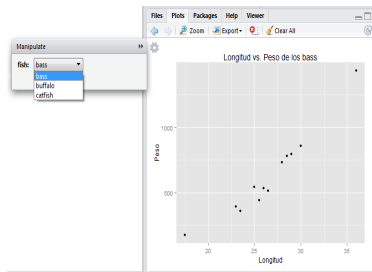 Files Plots Packages Help Viewer
Zoom Export Clear All
Manipulate
fish: bass
bass
buffalo
catfish
Longitud vs. Peso de los bass
Peso
1000
500
20 25 30 35
Longitud